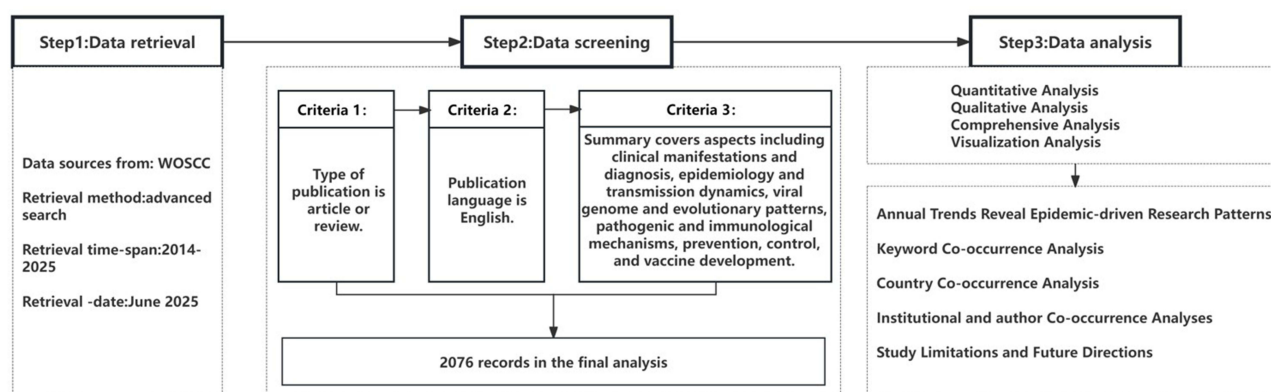 Step1:Data retrieval
Data sources from: WOSCC
Retrieval method:advanced
search
Retrieval time-span:2014-
2025
Retrieval -date:June 2025
Step2:Data screening
Criteria 1:
Type of
publication is
article or
review.
Criteria 2:
Publication
language is
English.
Criteria 3:
Summary covers aspects including
clinical manifestations and
diagnosis, epidemiology and
transmission dynamics, viral
genome and evolutionary patterns,
pathogenic and immunological
mechanisms, prevention, control,
and vaccine development.
2076 records in the final analysis
Step3:Data analysis
Quantitative Analysis
Qualitative Analysis
Comprehensive Analysis
Visualization Analysis
Annual Trends Reveal Epidemic-driven Research Patterns
Keyword Co-occurrence Analysis
Country Co-occurrence Analysis
Institutional and author Co-occurrence Analyses
Study Limitations and Future Directions